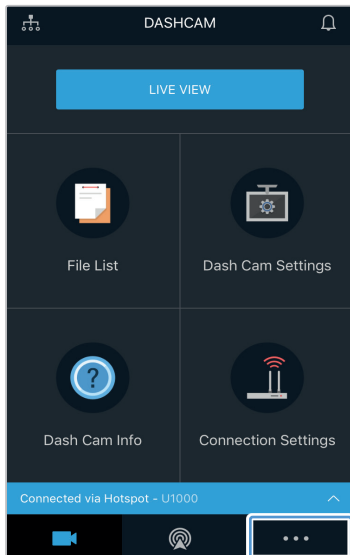 DASHCAM
LIVE VIEW
File List
Dash Cam Settings
?
Dash Cam Info
Connection Settings
Connected via Hotspot - U1000